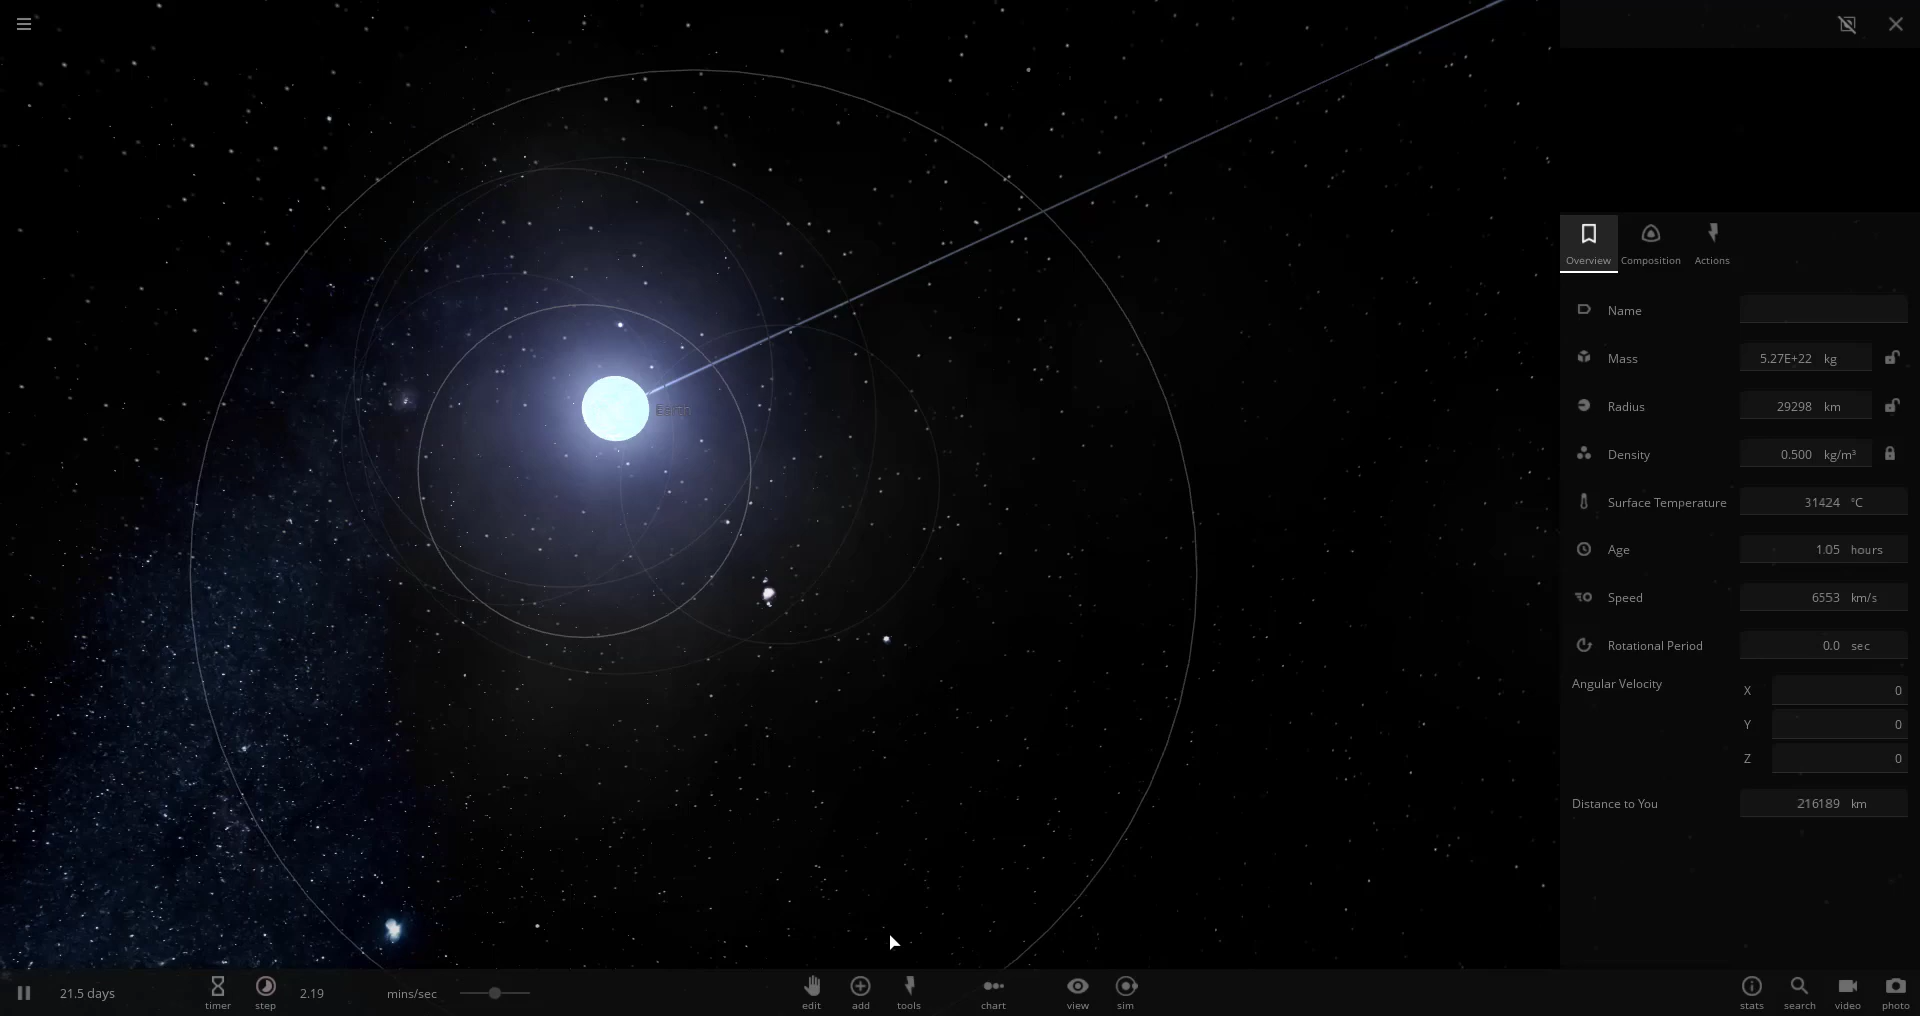 Overview Composition Actions
Name
Mass 5.27E+22 kg
Radius 29298 km
Earth
Density 0.500 kg/m³
Surface Temperature 31424 °C
Age 1.05 hours
Speed 6553 km/s
Rotational Period 0.0 sec
Angular Velocity X 0
Y 0
Z 0
Distance to You 216189 km
21.5 days timer step 2.19 mins/sec edit add tools chart view sim stats search video photo